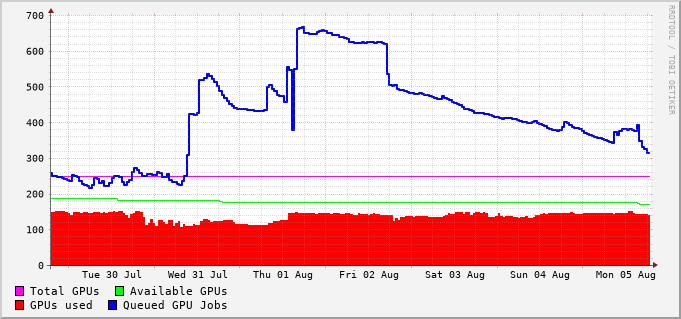 700
600
500
400
300
200
100
0
Tue 30 Jul Wed 31 Jul Thu 01 Aug Fri 02 Aug Sat 03 Aug Sun 04 Aug Mon 05 Aug
Total GPUs Available GPUs
GPUs used Queued GPU Jobs
RRDTOOL / TOBI OETIKER